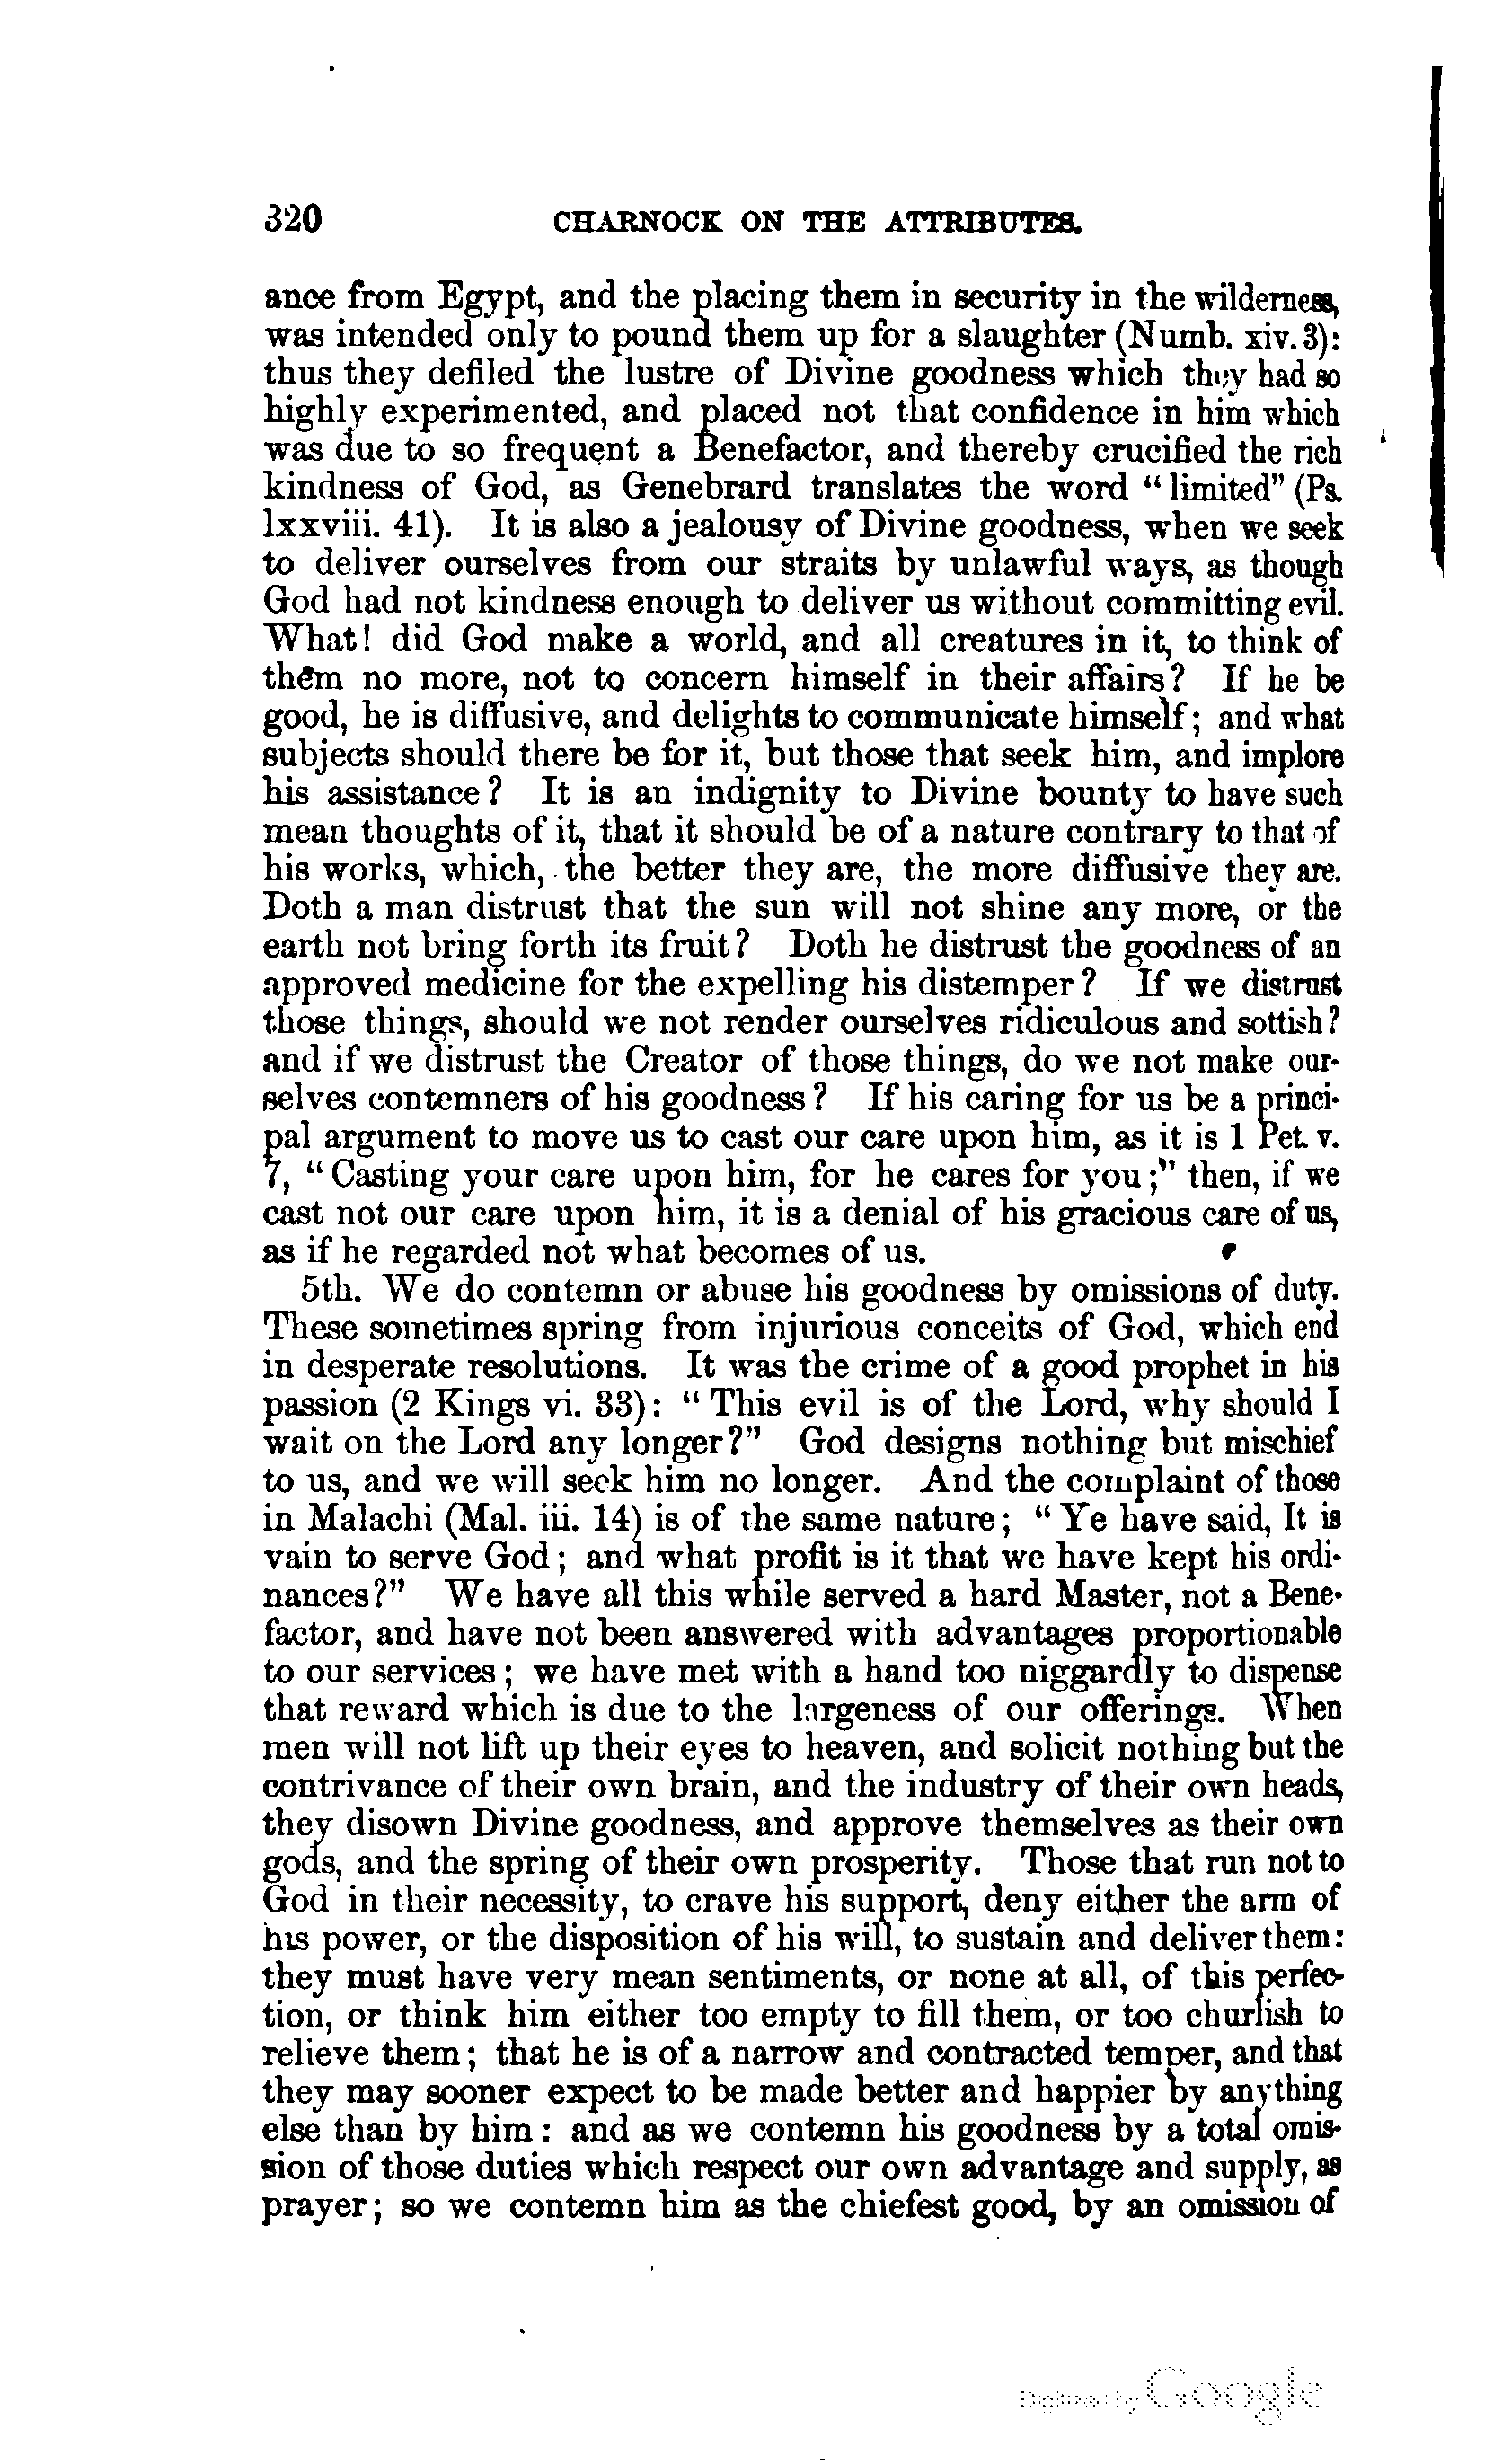 320 CHARNOCK ON THE ATTRIBUTES.
ance from Egypt, and the placing them in security in the wilderness,
was intended only to pound them up for a slaughter (Numb. xiv. 3):
thus they defiled the lustre of Divine goodness which they had so
highly experimented, and placed not that confidence in him which
was due to so frequent a Benefactor, and thereby crucified the rich
kindness of God, as Genebrard translates the word “limited” (Ps.
lxxviii. 41). It is also a jealousy of Divine goodness, when we seek
to deliver ourselves from our straits by unlawful ways, as though
God had not kindness enough to deliver us without committing evil.
What! did God make a world, and all creatures in it, to think of
them no more, not to concern himself in their affairs? If he be
good, he is diffusive, and delights to communicate himself; and what
subjects should there be for it, but those that seek him, and implore
his assistance? It is an indignity to Divine bounty to have such
mean thoughts of it, that it should be of a nature contrary to that of
his works, which, the better they are, the more diffusive they are.
Doth a man distrust that the sun will not shine any more, or the
earth not bring forth its fruit? Doth he distrust the goodness of an
approved medicine for the expelling his distemper? If we distrust
those things, should we not render ourselves ridiculous and sottish?
and if we distrust the Creator of those things, do we not make our-
selves contemners of his goodness? If his caring for us be a princi-
pal argument to move us to cast our care upon him, as it is 1 Pet. v.
7, “Casting your care upon him, for he cares for you;” then, if we
cast not our care upon him, it is a denial of his gracious care of us,
as if he regarded not what becomes of us.
5th. We do contemn or abuse his goodness by omissions of duty.
These sometimes spring from injurious conceits of God, which end
in desperate resolutions. It was the crime of a good prophet in his
passion (2 Kings vi. 33): “This evil is of the Lord, why should I
wait on the Lord any longer?” God designs nothing but mischief
to us, and we will seek him no longer. And the complaint of those
in Malachi (Mal. iii. 14) is of the same nature; “Ye have said, It is
vain to serve God; and what profit is it that we have kept his ordi-
nances?” We have all this while served a hard Master, not a Bene-
factor, and have not been answered with advantages proportionable
to our services; we have met with a hand too niggardly to dispense
that reward which is due to the largeness of our offerings. When
men will not lift up their eyes to heaven, and solicit nothing but the
contrivance of their own brain, and the industry of their own heads,
they disown Divine goodness, and approve themselves as their own
gods, and the spring of their own prosperity. Those that run not to
God in their necessity, to crave his support, deny either the arm of
his power, or the disposition of his will, to sustain and deliver them:
they must have very mean sentiments, or none at all, of this perfec-
tion, or think him either too empty to fill them, or too churlish to
relieve them; that he is of a narrow and contracted temper, and that
they may sooner expect to be made better and happier by anything
else than by him: and as we contemn his goodness by a total omis-
sion of those duties which respect our own advantage and supply, as
prayer; so we contemn him as the chiefest good, by an omission of
Digitized by Google